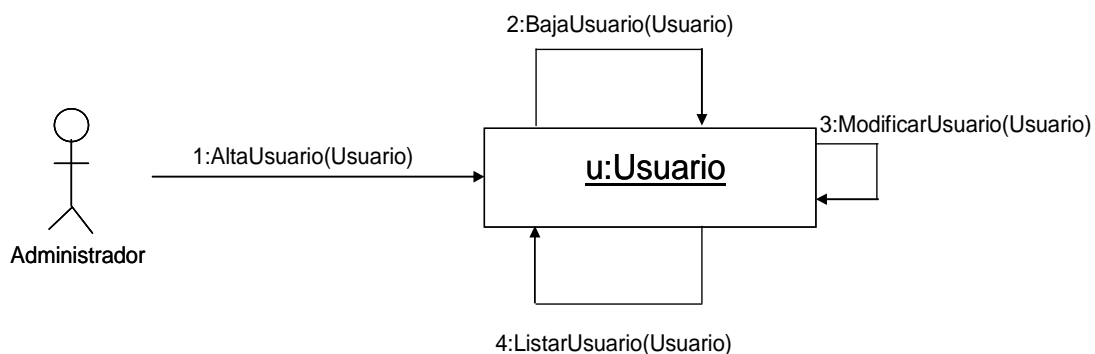 2:BajaUsuario(Usuario)
3:ModificarUsuario(Usuario)
1:AltaUsuario(Usuario)
u:Usuario
Administrador
4:ListarUsuario(Usuario)